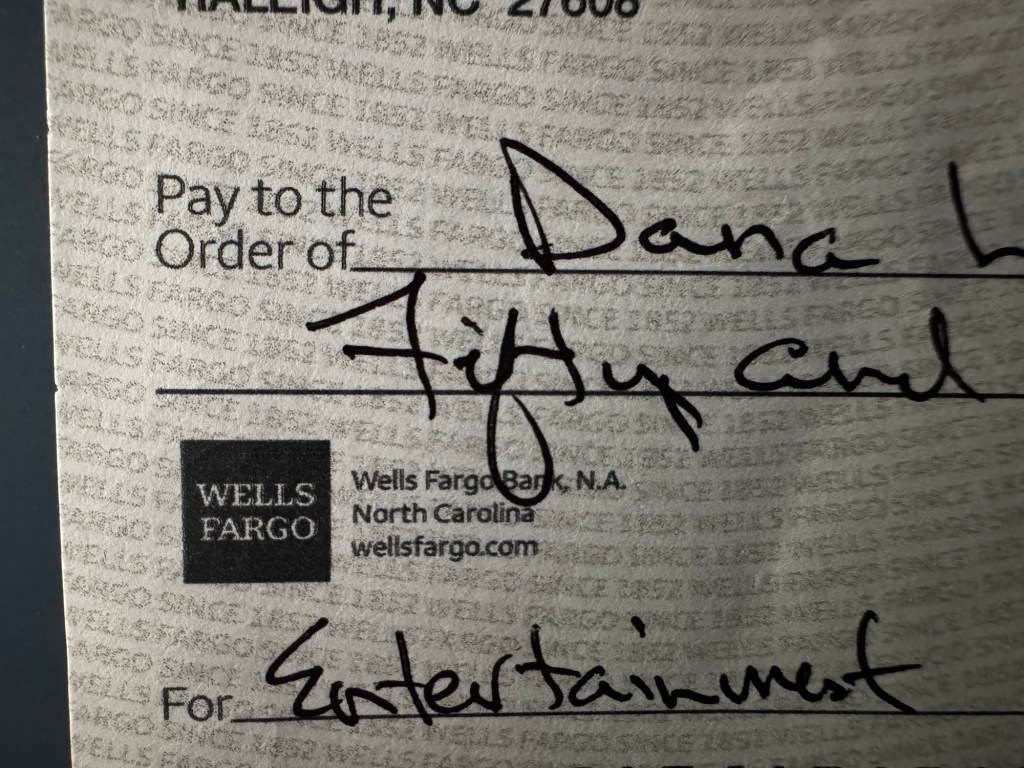 RALEIGH, NC 27608
Pay to the
Order of Dana L
Fifty and
WELLS
FARGO
Wells Fargo Bank, N.A.
North Carolina
wellsfargo.com
For Entertainment